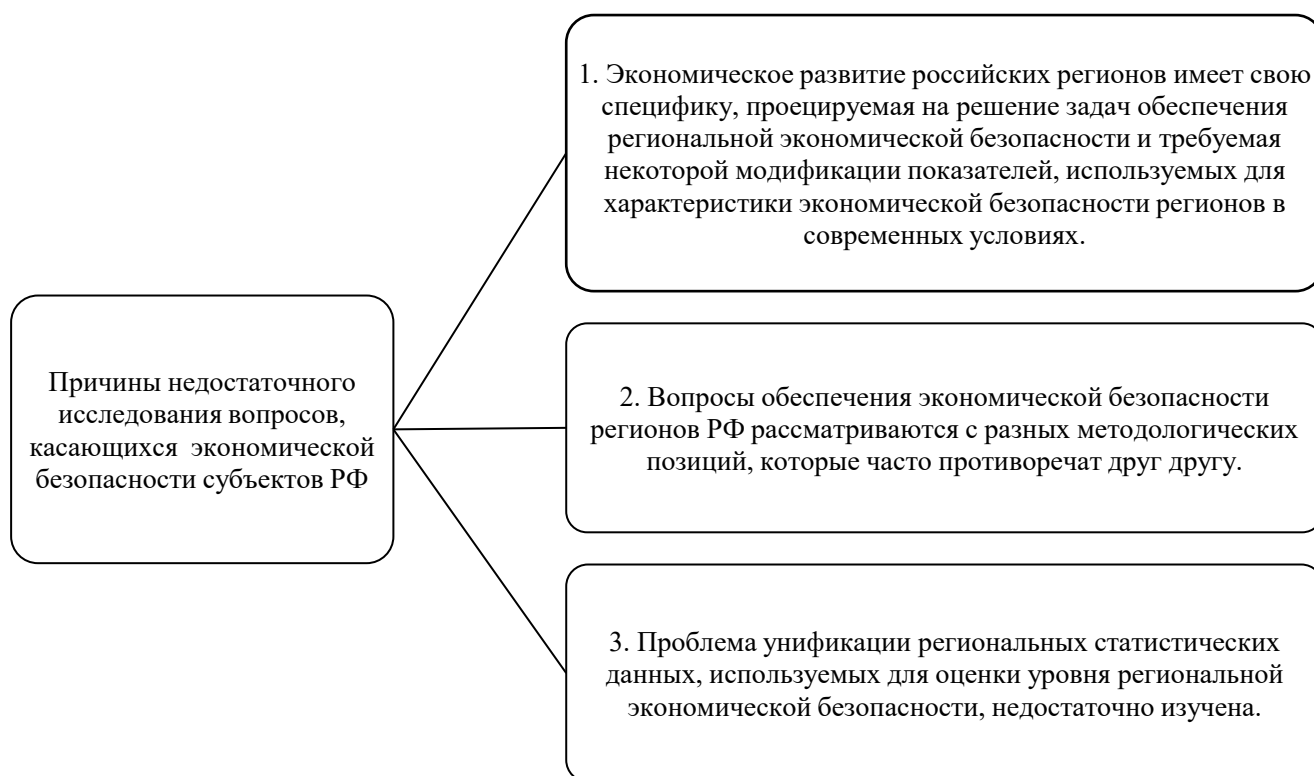 Причины недостаточного
исследования вопросов,
касающихся экономической
безопасности субъектов РФ
1. Экономическое развитие российских регионов имеет свою
специфику, проецируемая на решение задач обеспечения
региональной экономической безопасности и требуемая
некоторой модификации показателей, используемых для
характеристики экономической безопасности регионов в
современных условиях.
2. Вопросы обеспечения экономической безопасности
регионов РФ рассматриваются с разных методологических
позиций, которые часто противоречат друг другу.
3. Проблема унификации региональных статистических
данных, используемых для оценки уровня региональной
экономической безопасности, недостаточно изучена.